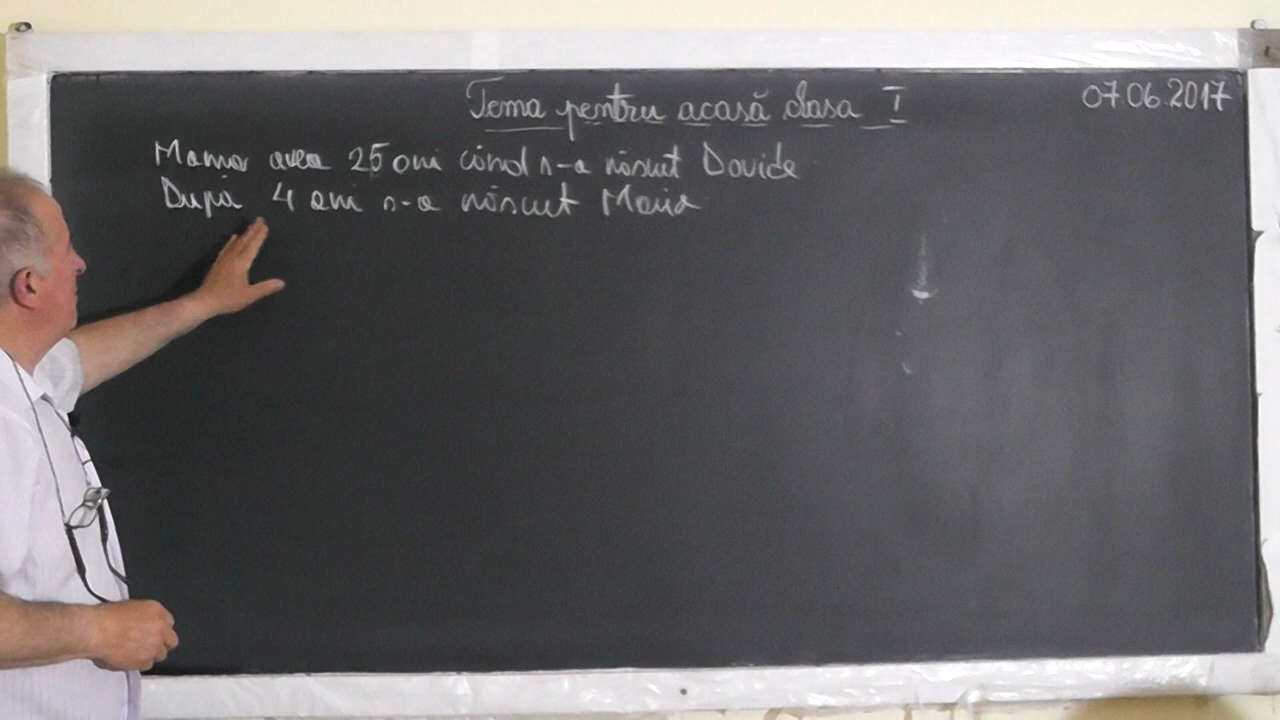 Tema pentru acasă clasa I
07.06.2017
Mama avea 25 ani când s-a născut Davide
După 4 ani s-a născut Maria